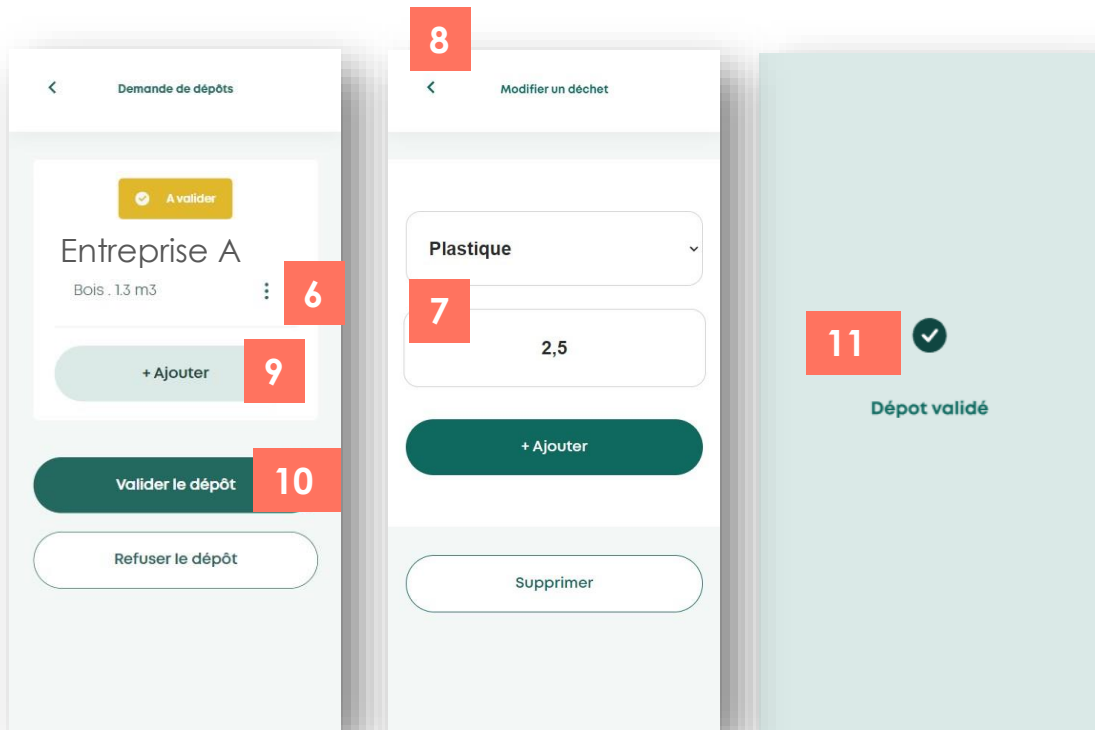 Demande de dépôts
A valider
Entreprise A
Bois . 1.3 m3
6
+ Ajouter
9
Valider le dépôt
10
Refuser le dépôt
8
Modifier un déchet
Plastique
7
2,5
+ Ajouter
Supprimer
11
Dépot validé